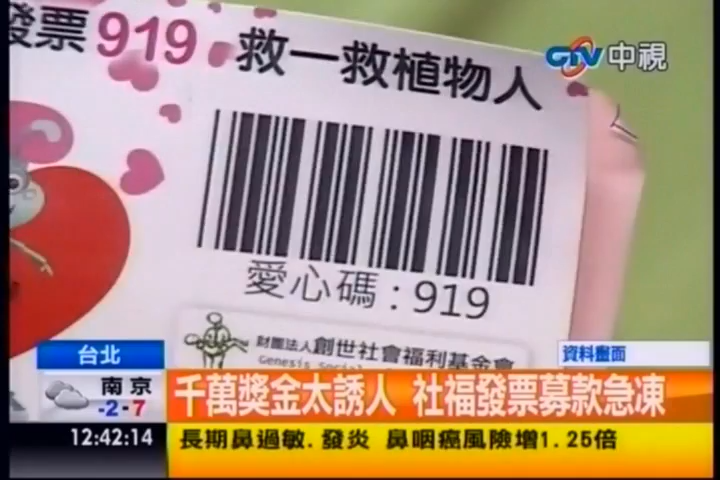 發票919 救一救植物人
CTV中視
愛心碼：919
財團法人創世社會福利基金會
Genesis social
台北
資料畫面
南京
-2-7
千萬獎金太誘人 社福發票募款急凍
12:42:14
長期鼻過敏.發炎 鼻咽癌風險增1.25倍